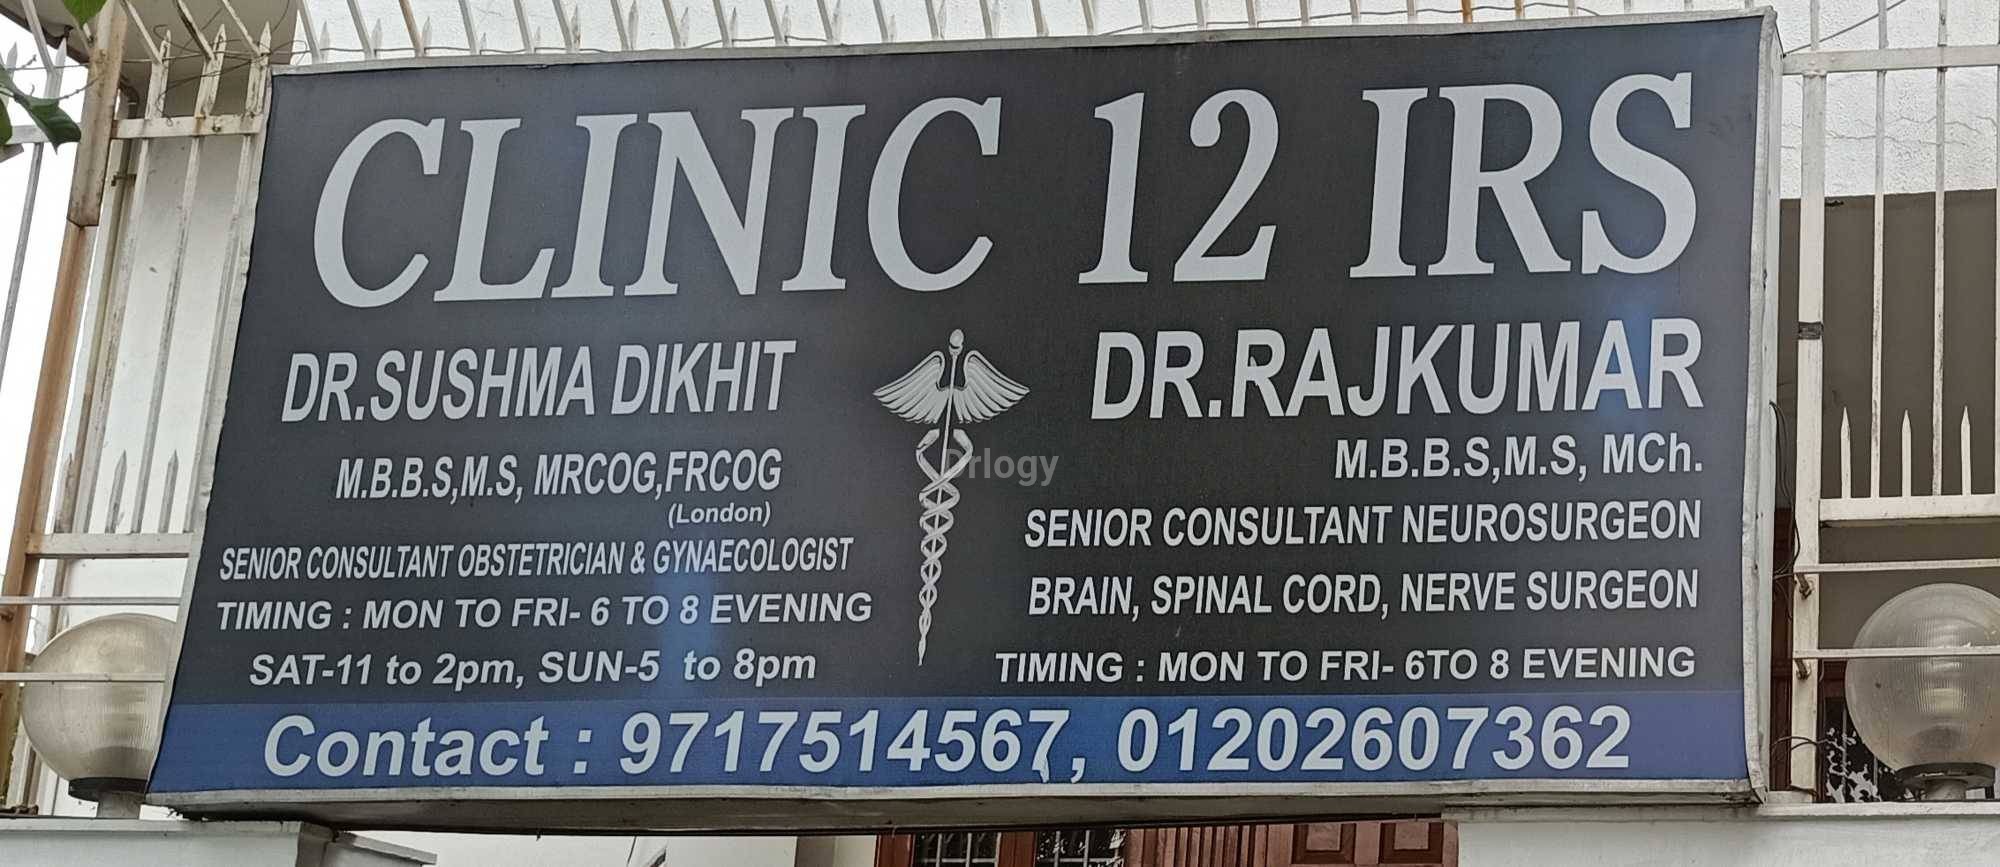 CLINIC 12 IRS
DR.SUSHMA DIKHIT
M.B.B.S,M.S, MRCOG,FRCOG
(London)
SENIOR CONSULTANT OBSTETRICIAN & GYNAECOLOGIST
TIMING : MON TO FRI- 6 TO 8 EVENING
SAT-11 to 2pm, SUN-5 to 8pm
Drlogy
DR.RAJKUMAR
M.B.B.S,M.S, MCh.
SENIOR CONSULTANT NEUROSURGEON
BRAIN, SPINAL CORD, NERVE SURGEON
TIMING : MON TO FRI- 6TO 8 EVENING
Contact : 9717514567, 01202607362